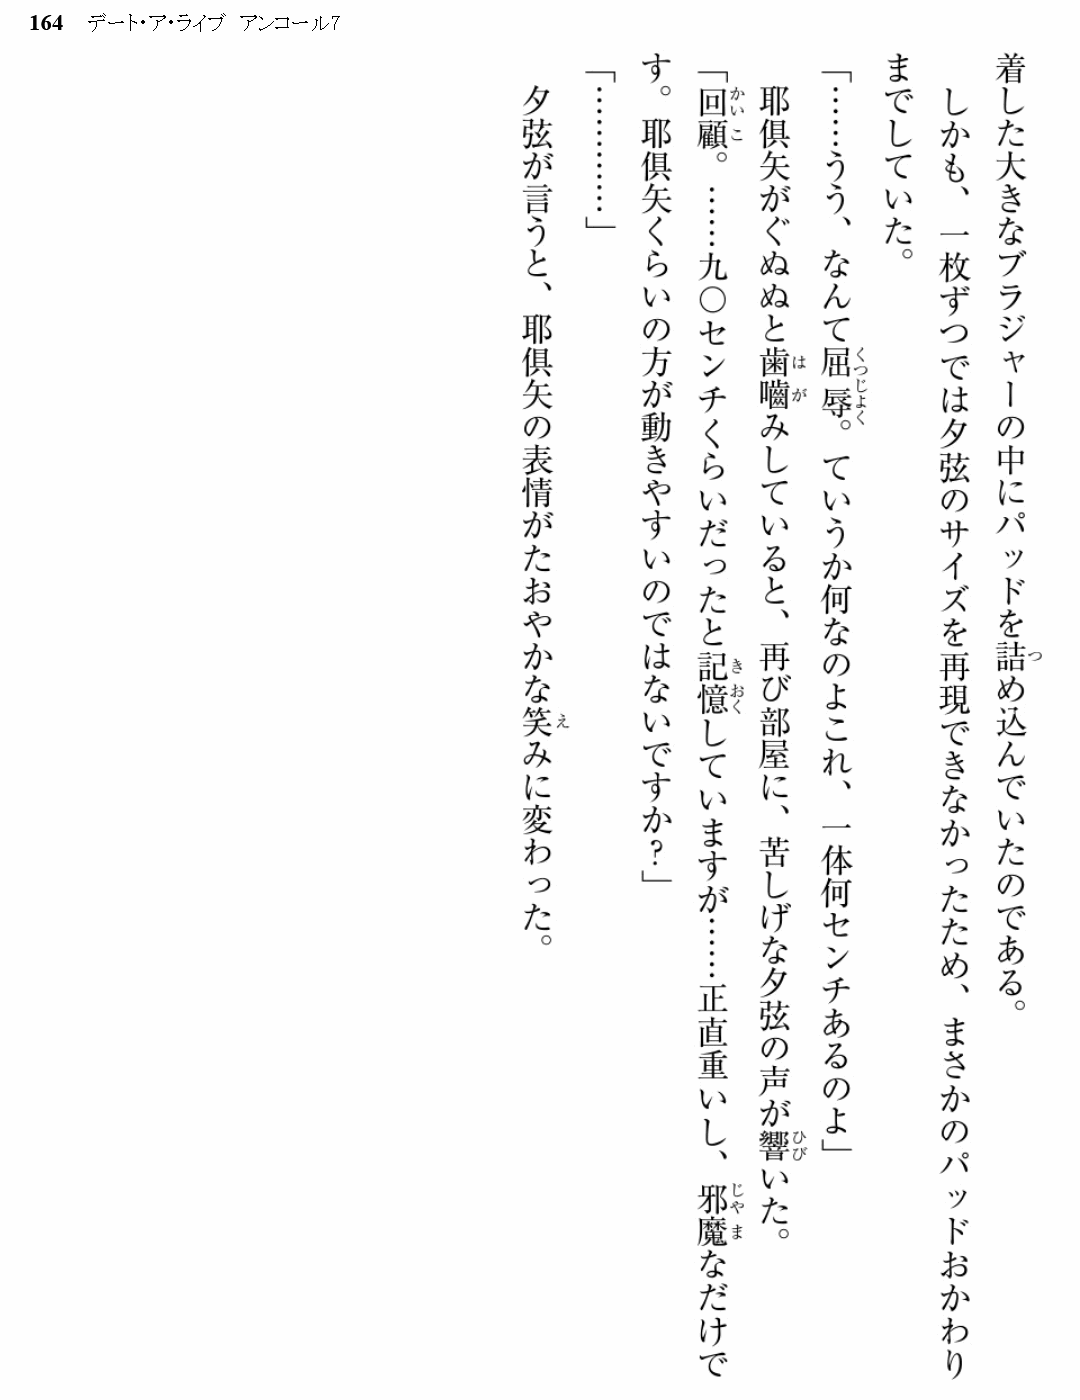 164 デート・ア・ライブ アンコール7
着した大きなブラジャーの中にパッドを詰め込んでいたのである。
しかも、一枚ずつでは夕弦のサイズを再現できなかったため、まさかのパッドおかわり
までしていた。
「……うう、なんて屈辱。ていうか何なのよこれ、一体何センチあるのよ」
耶倶矢がぐぬぬと歯嚙みしていると、再び部屋に、苦しげな夕弦の声が響いた。
「回顧。……九〇センチくらいだったと記憶していますが……正直重いし、邪魔なだけで
す。耶倶矢くらいの方が動きやすいのではないですか？」
「…………」
夕弦が言うと、耶倶矢の表情がたおやかな笑みに変わった。